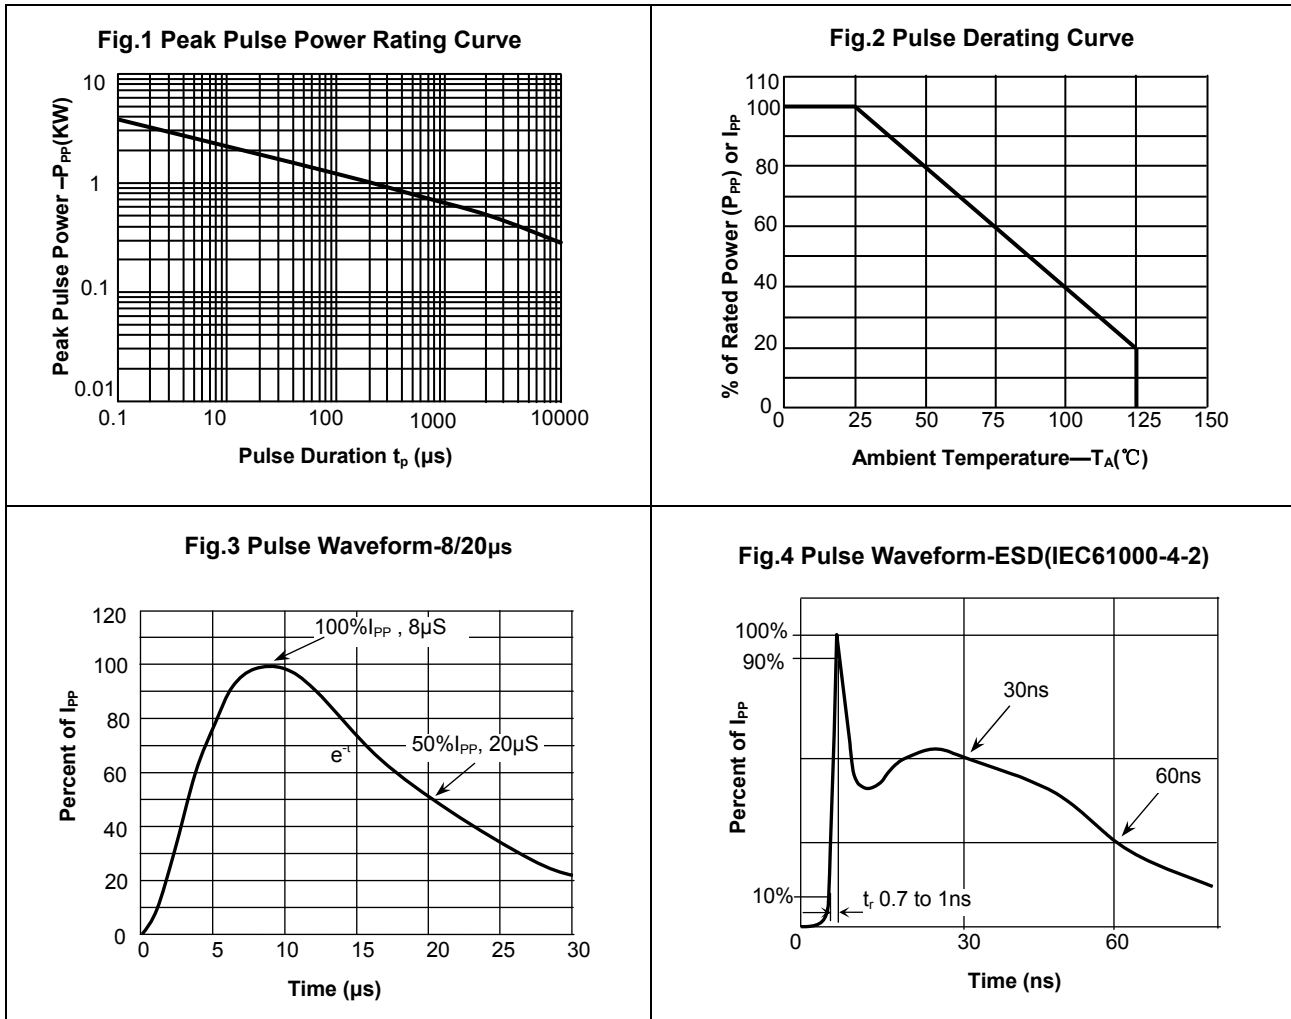 Fig.1 Peak Pulse Power Rating Curve
Peak Pulse Power –PPP(KW)
10
1
0.1
0.01
0.1 10 100 1000 10000
Pulse Duration tp (µs)
Fig.2 Pulse Derating Curve
% of Rated Power (PPP) or IPP
110
100
80
60
40
20
0
0 25 50 75 100 125 150
Ambient Temperature—TA(℃)
Fig.3 Pulse Waveform-8/20µs
Percent of IPP
120
100
80
60
40
20
0
100%IPP , 8µS
e-t
50%IPP, 20µS
0 5 10 15 20 25 30
Time (µs)
Fig.4 Pulse Waveform-ESD(IEC61000-4-2)
Percent of IPP
100%
90%
10%
30ns
60ns
tr 0.7 to 1ns
0 30 60
Time (ns)